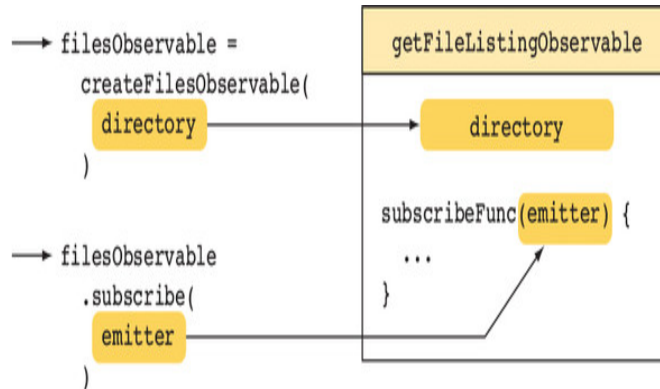 filesObservable =
createFilesObservable(
directory
)
filesObservable
.subscribe(
emitter
)
getFileListingObservable
directory
subscribeFunc(emitter) {
...
}